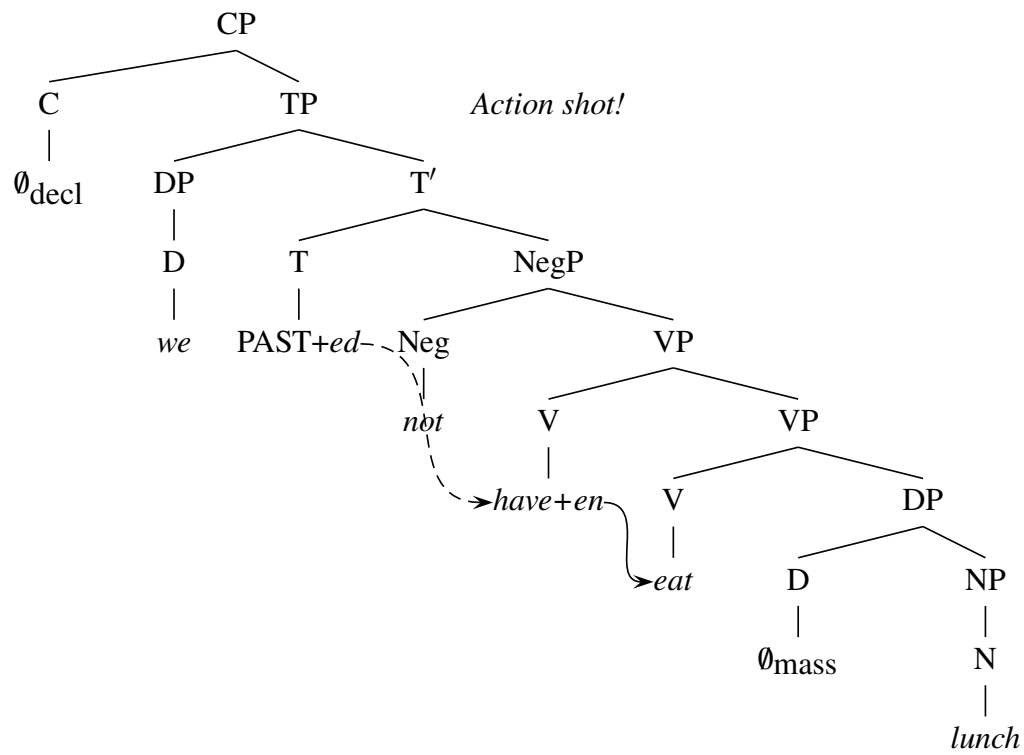 CP
C TP Action shot!
∅decl DP T′
D T NegP
we PAST+ed Neg VP
not V VP
have+en V DP
eat D NP
∅mass N
lunch